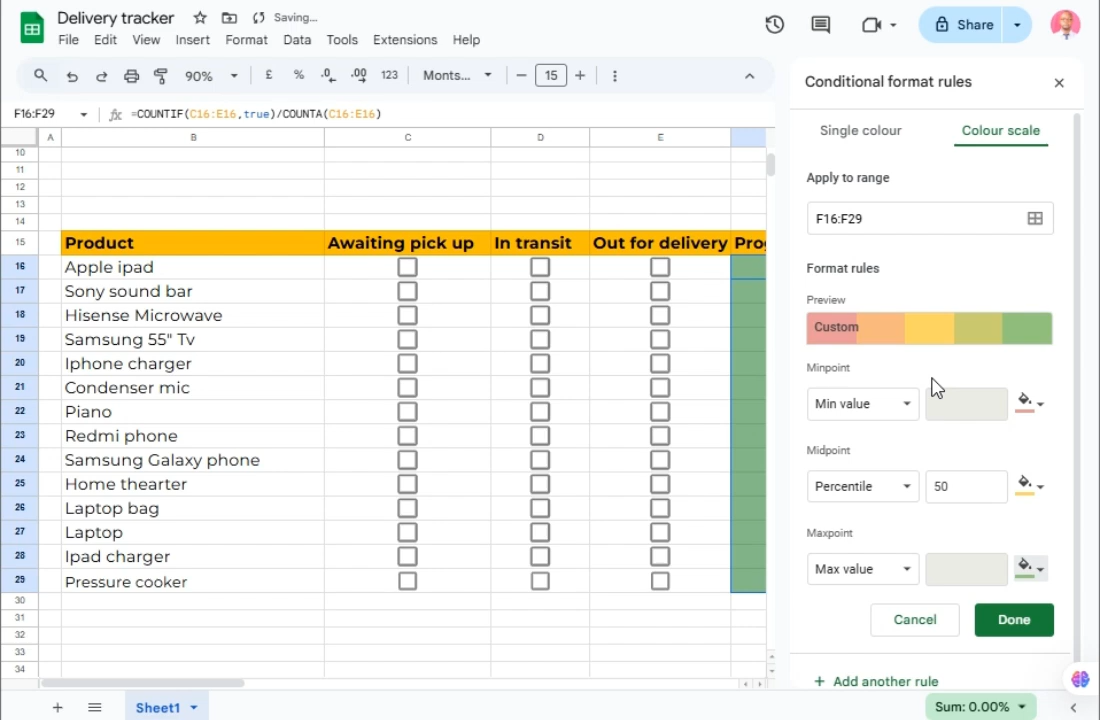 Delivery tracker Saving...
File Edit View Insert Format Data Tools Extensions Help
Share
90% £ % .0 .00 123 Monts... 15
F16:F29 fx =COUNTIF(C16:E16,true)/COUNTA(C16:E16)
A B C D E
10
11
12
13
14
15 Product Awaiting pick up In transit Out for delivery Pro
16 Apple ipad
17 Sony sound bar
18 Hisense Microwave
19 Samsung 55" Tv
20 Iphone charger
21 Condenser mic
22 Piano
23 Redmi phone
24 Samsung Galaxy phone
25 Home thearter
26 Laptop bag
27 Laptop
28 Ipad charger
29 Pressure cooker
30
31
32
33
34
Sheet1
Sum: 0.00%
Conditional format rules
Single colour Colour scale
Apply to range
F16:F29
Format rules
Preview
Custom
Minpoint
Min value
Midpoint
Percentile 50
Maxpoint
Max value
Cancel Done
+ Add another rule